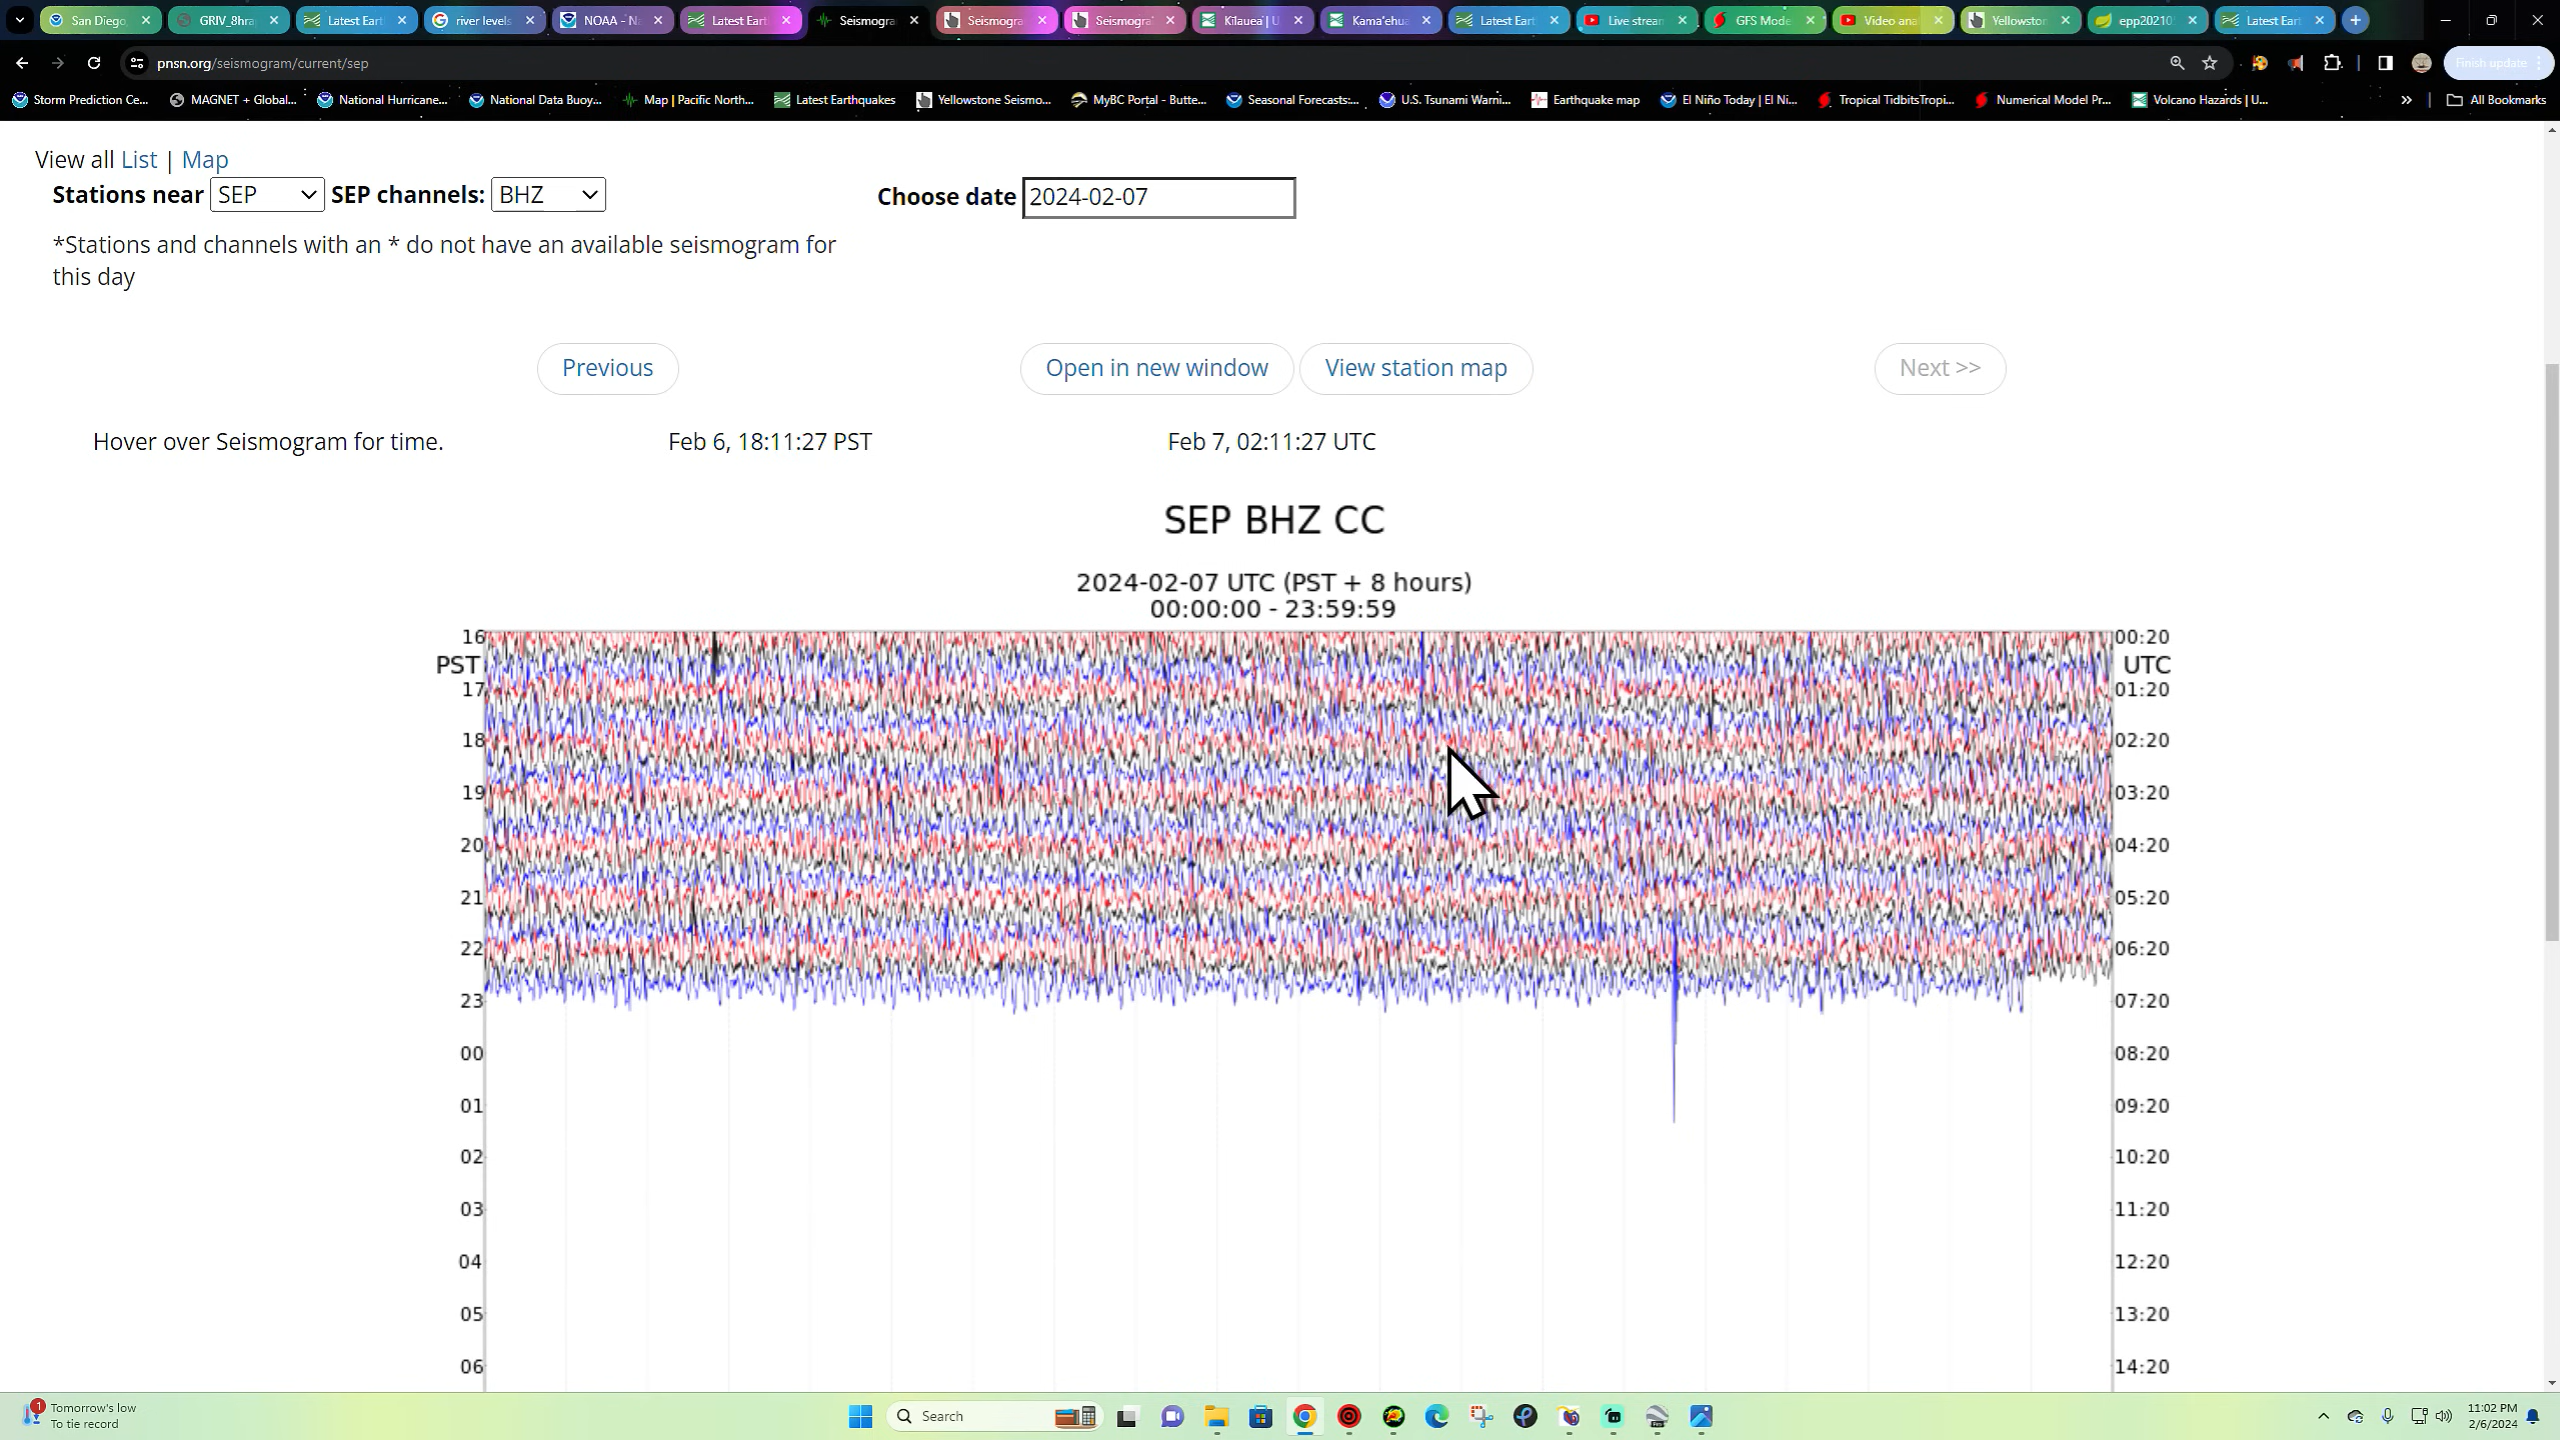 San Diego,
GRIV_8hra
Latest Eart
river levels
NOAA - N
Latest Eart
Seismogra
Seismogra
Seismogra
Kīlauea | U
Kama'ehua
Latest Eart
Live stream
GFS Mode
Video anal
Yellowston
epp20210
Latest Eart
pnsn.org/seismogram/current/sep
Finish update
Storm Prediction Ce...
MAGNET + Global...
National Hurricane...
National Data Buoy...
Map | Pacific North...
Latest Earthquakes
Yellowstone Seismo...
MyBC Portal - Butte...
Seasonal Forecasts:...
U.S. Tsunami Warni...
Earthquake map
El Niño Today | El Ni...
Tropical TidbitsTropi...
Numerical Model Pr...
Volcano Hazards | U...
All Bookmarks
View all List | Map
Stations near SEP SEP channels: BHZ
Choose date 2024-02-07
*Stations and channels with an * do not have an available seismogram for
this day
Previous
Open in new window
View station map
Next >>
Hover over Seismogram for time.
Feb 6, 18:11:27 PST
Feb 7, 02:11:27 UTC
SEP BHZ CC
2024-02-07 UTC (PST + 8 hours)
00:00:00 - 23:59:59
16 00:20
PST UTC
17 01:20
18 02:20
19 03:20
20 04:20
21 05:20
22 06:20
23 07:20
00 08:20
01 09:20
02 10:20
03 11:20
04 12:20
05 13:20
06 14:20
1
Tomorrow's low
To tie record
Search
11:02 PM
2/6/2024